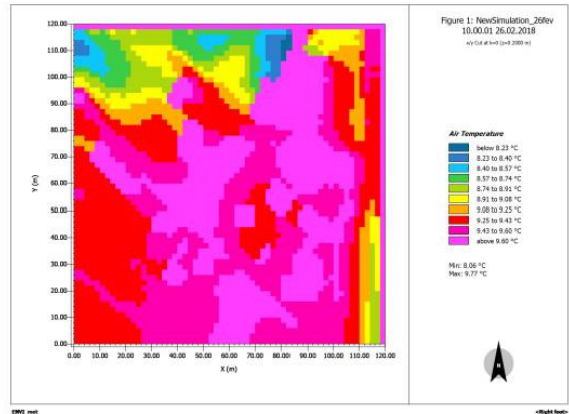 Figure 1: NewSimulation_26fev
10.00.01 26.02.2018
x/y Cut at k=0 (z=0.2000 m)
120.00
110.00
100.00
90.00
80.00
70.00
60.00
50.00
40.00
30.00
20.00
10.00
0.00
Y (m)
0.00 10.00 20.00 30.00 40.00 50.00 60.00 70.00 80.00 90.00 100.00 110.00 120.00
X (m)
Air Temperature
below 8.23 °C
8.23 to 8.40 °C
8.40 to 8.57 °C
8.57 to 8.74 °C
8.74 to 8.91 °C
8.91 to 9.08 °C
9.08 to 9.25 °C
9.25 to 9.43 °C
9.43 to 9.60 °C
above 9.60 °C
Min: 8.06 °C
Max: 9.77 °C
N
<Right foot>